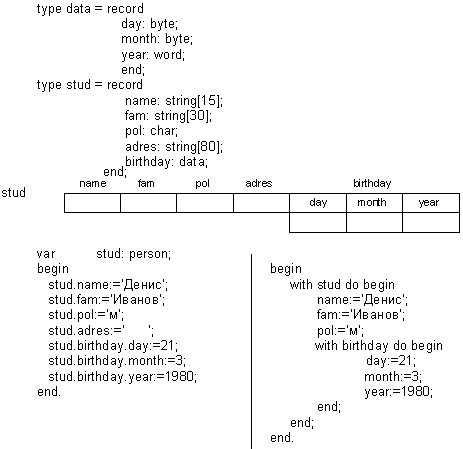 type data = record
day: byte;
month: byte;
year: word;
end;
type stud = record
name: string[15];
fam: string[30];
pol: char;
adres: string[80];
birthday: data;
end;
name fam pol adres birthday
stud
day month year
var stud: person;
begin
stud.name:='Денис';
stud.fam:='Иванов';
stud.pol:='м';
stud.adres:=' ';
stud.birthday.day:=21;
stud.birthday.month:=3;
stud.birthday.year:=1980;
end.
begin
with stud do begin
name:='Денис';
fam:='Иванов';
pol:='м';
with birthday do begin
day:=21;
month:=3;
year:=1980;
end;
end;
end.